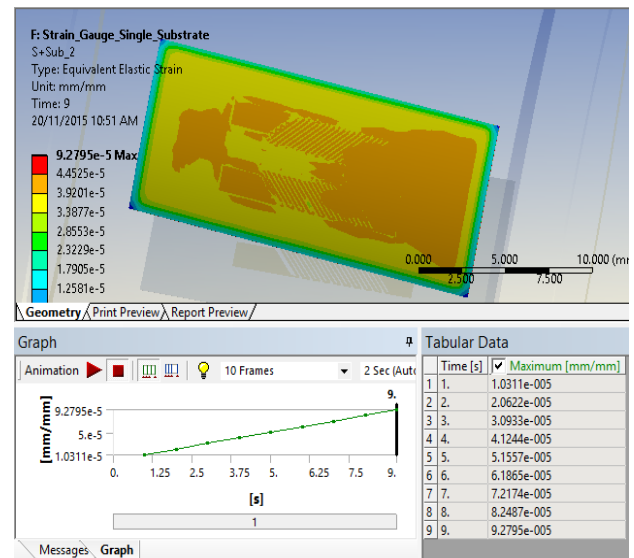 F: Strain_Gauge_Single_Substrate
S+Sub_2
Type: Equivalent Elastic Strain
Unit: mm/mm
Time: 9
20/11/2015 10:51 AM
9.2795e-5 Max
4.4525e-5
3.9201e-5
3.3877e-5
2.8553e-5
2.3229e-5
1.7905e-5
1.2581e-5
0.000 5.000 10.000 (mm
2.500 7.500
Geometry Print Preview Report Preview
Graph
Animation 10 Frames 2 Sec (Auto
[mm/mm]
9.
9.2795e-5
5.e-5
1.0311e-5
0. 1.25 2.5 3.75 5. 6.25 7.5 9.
[s]
1
Messages Graph
Tabular Data
Time [s] Maximum [mm/mm]
1 1. 1.0311e-005
2 2. 2.0622e-005
3 3. 3.0933e-005
4 4. 4.1244e-005
5 5. 5.1557e-005
6 6. 6.1865e-005
7 7. 7.2174e-005
8 8. 8.2487e-005
9 9. 9.2795e-005